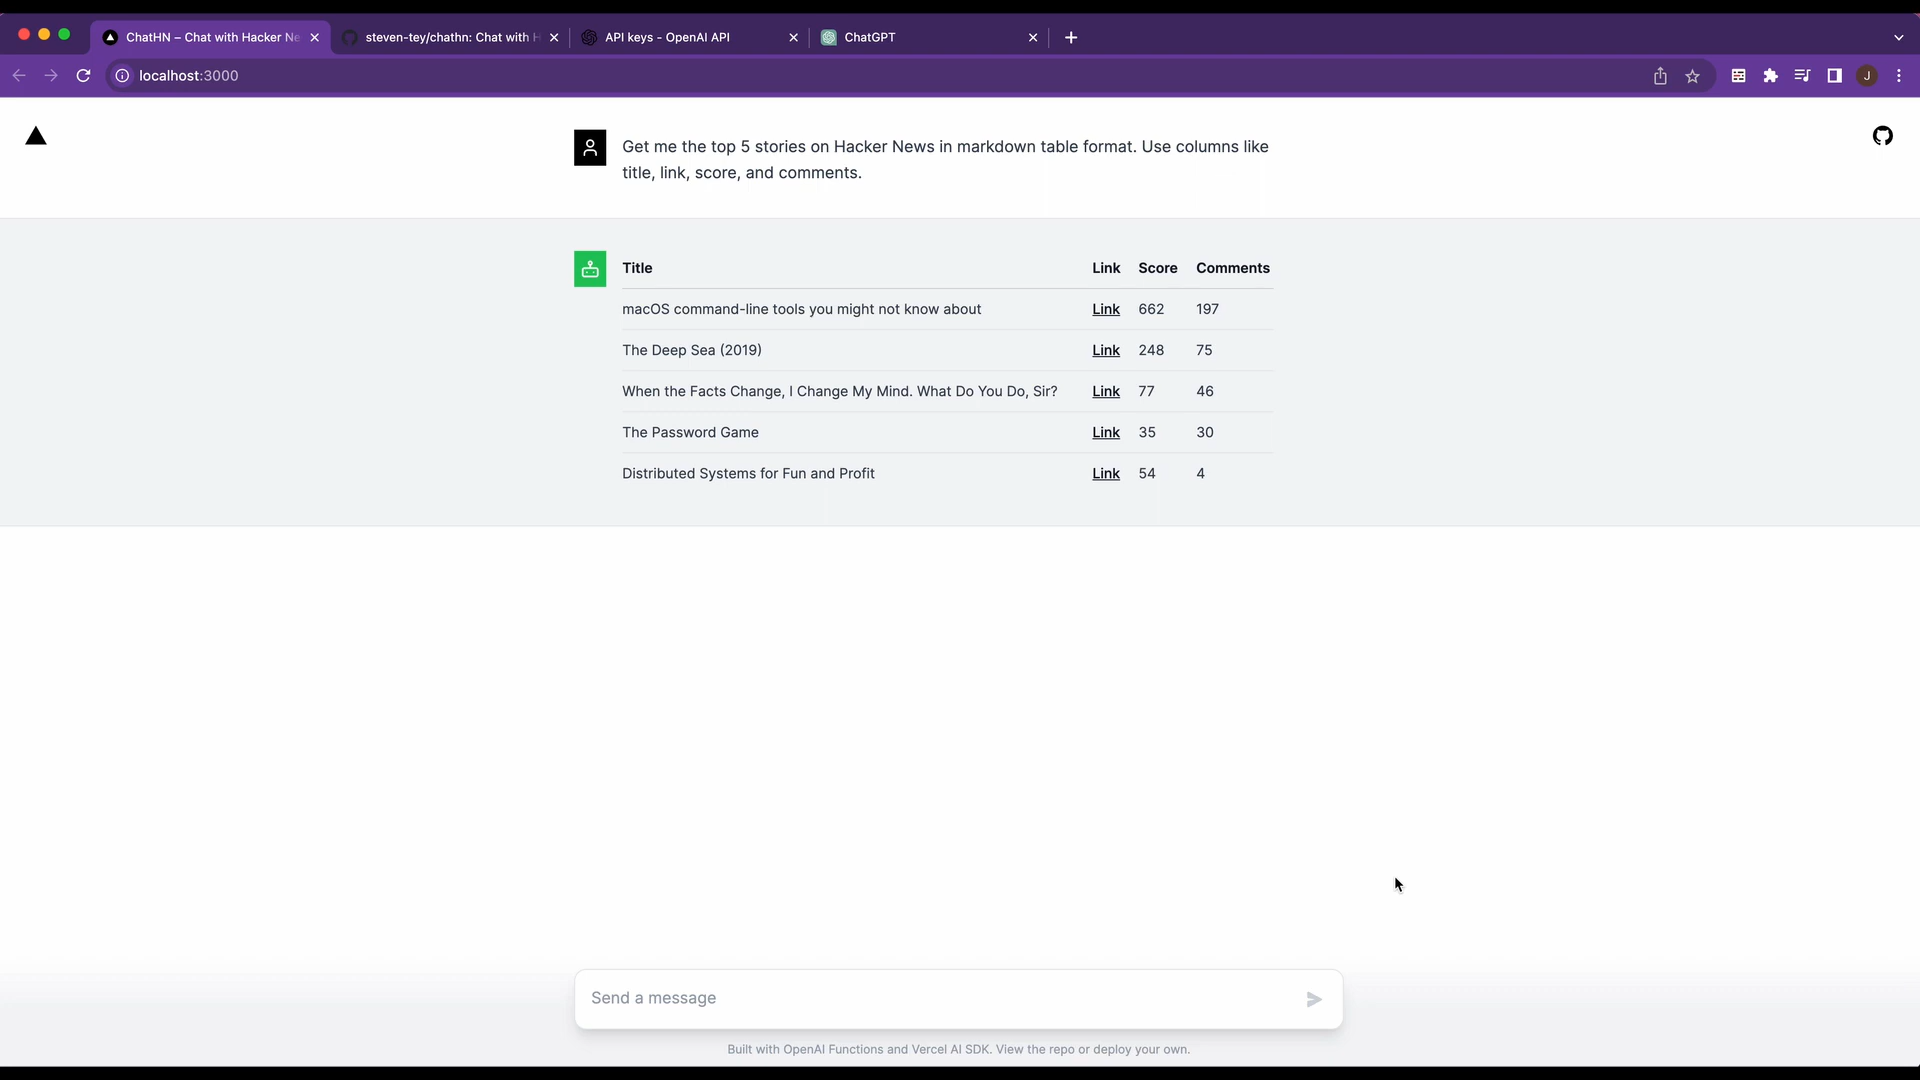 ChatHN – Chat with Hacker Ne
steven-tey/chathn: Chat with H
API keys - OpenAI API
ChatGPT
localhost:3000
J
Get me the top 5 stories on Hacker News in markdown table format. Use columns like
title, link, score, and comments.
Title Link Score Comments
macOS command-line tools you might not know about Link 662 197
The Deep Sea (2019) Link 248 75
When the Facts Change, I Change My Mind. What Do You Do, Sir? Link 77 46
The Password Game Link 35 30
Distributed Systems for Fun and Profit Link 54 4
Send a message
Built with OpenAI Functions and Vercel AI SDK. View the repo or deploy your own.